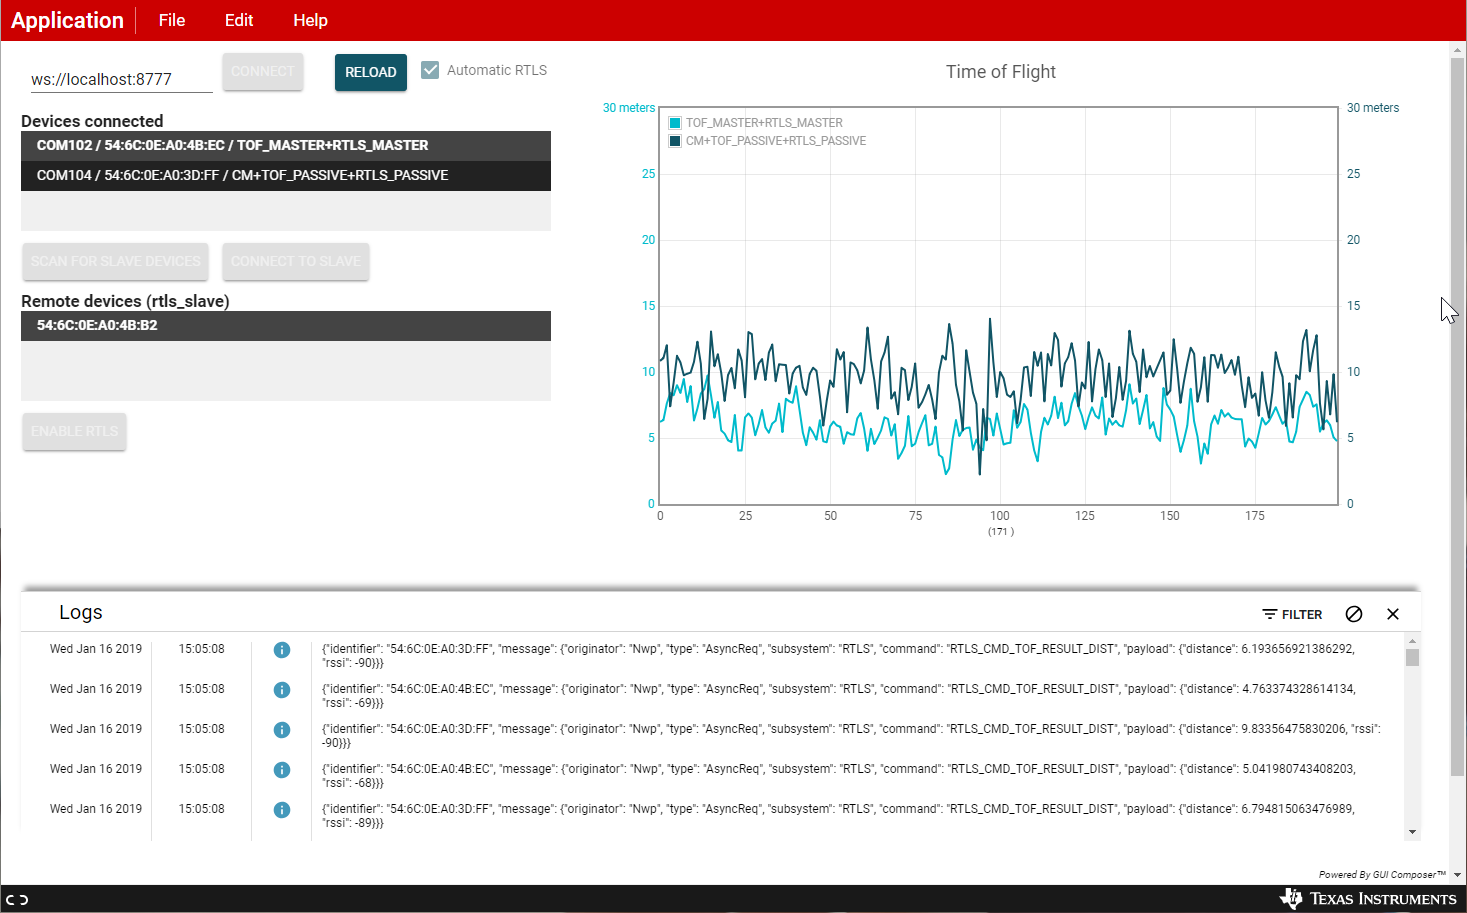 Application File Edit Help
ws://localhost:8777 CONNECT RELOAD Automatic RTLS
Devices connected
COM102 / 54:6C:0E:A0:4B:EC / TOF_MASTER+RTLS_MASTER
COM104 / 54:6C:0E:A0:3D:FF / CM+TOF_PASSIVE+RTLS_PASSIVE
SCAN FOR SLAVE DEVICES CONNECT TO SLAVE
Remote devices (rtls_slave)
54:6C:0E:A0:4B:B2
ENABLE RTLS
Time of Flight
30 meters 30 meters
TOF_MASTER+RTLS_MASTER
CM+TOF_PASSIVE+RTLS_PASSIVE
25 25
20 20
15 15
10 10
5 5
0 0
0 25 50 75 100 125 150 175
(171 )
Logs FILTER
Wed Jan 16 2019 15:05:08 {"identifier": "54:6C:0E:A0:3D:FF", "message": {"originator": "Nwp", "type": "AsyncReq", "subsystem": "RTLS", "command": "RTLS_CMD_TOF_RESULT_DIST", "payload": {"distance": 6.193656921386292,
"rssi": -90}}}
Wed Jan 16 2019 15:05:08 {"identifier": "54:6C:0E:A0:4B:EC", "message": {"originator": "Nwp", "type": "AsyncReq", "subsystem": "RTLS", "command": "RTLS_CMD_TOF_RESULT_DIST", "payload": {"distance": 4.763374328614134,
"rssi": -69}}}
Wed Jan 16 2019 15:05:08 {"identifier": "54:6C:0E:A0:3D:FF", "message": {"originator": "Nwp", "type": "AsyncReq", "subsystem": "RTLS", "command": "RTLS_CMD_TOF_RESULT_DIST", "payload": {"distance": 9.83356475830206, "rssi":
-90}}}
Wed Jan 16 2019 15:05:08 {"identifier": "54:6C:0E:A0:4B:EC", "message": {"originator": "Nwp", "type": "AsyncReq", "subsystem": "RTLS", "command": "RTLS_CMD_TOF_RESULT_DIST", "payload": {"distance": 5.041980743408203,
"rssi": -68}}}
Wed Jan 16 2019 15:05:08 {"identifier": "54:6C:0E:A0:3D:FF", "message": {"originator": "Nwp", "type": "AsyncReq", "subsystem": "RTLS", "command": "RTLS_CMD_TOF_RESULT_DIST", "payload": {"distance": 6.794815063476989,
"rssi": -89}}}
Powered By GUI Composer™
TEXAS INSTRUMENTS